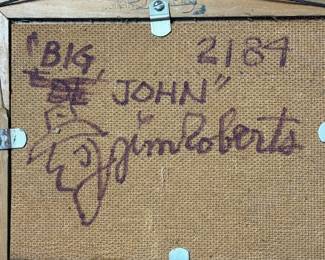 "BIG 2184
JOHN"
jim Roberts